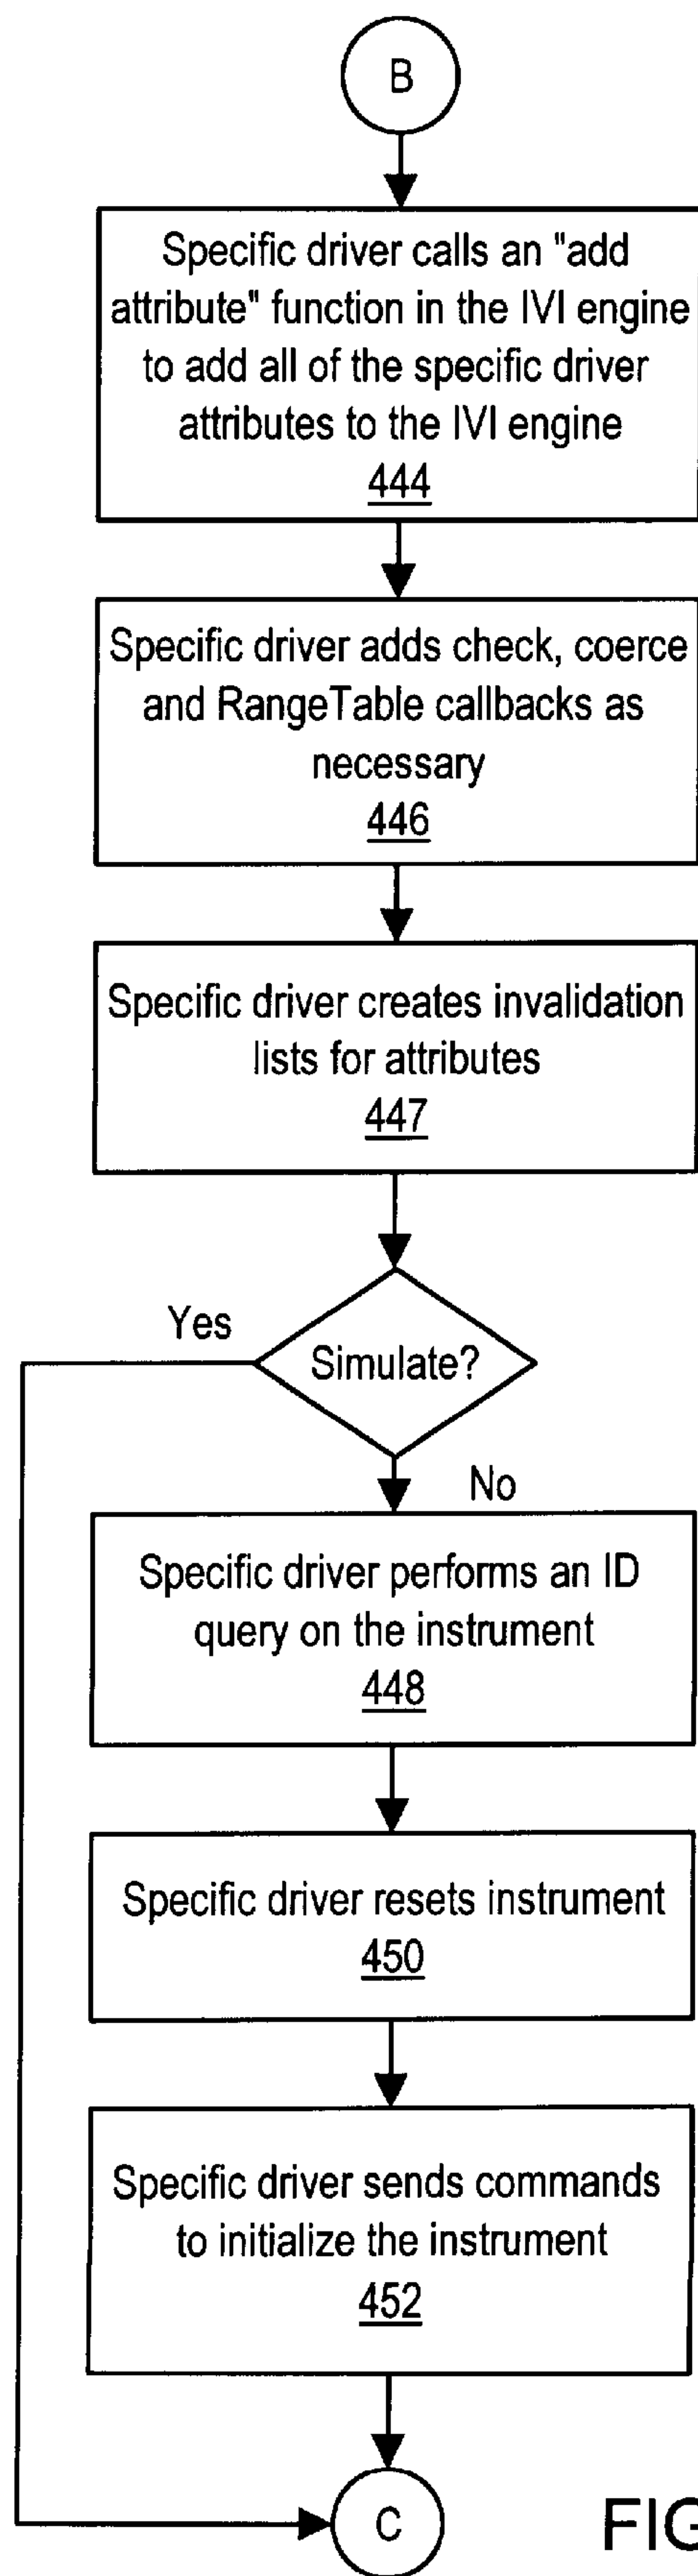 B
Specific driver calls an "add
attribute" function in the IVI engine
to add all of the specific driver
attributes to the IVI engine
444
Specific driver adds check, coerce
and RangeTable callbacks as
necessary
446
Specific driver creates invalidation
lists for attributes
447
Yes
Simulate?
No
Specific driver performs an ID
query on the instrument
448
Specific driver resets instrument
450
Specific driver sends commands
to initialize the instrument
452
C
FIG